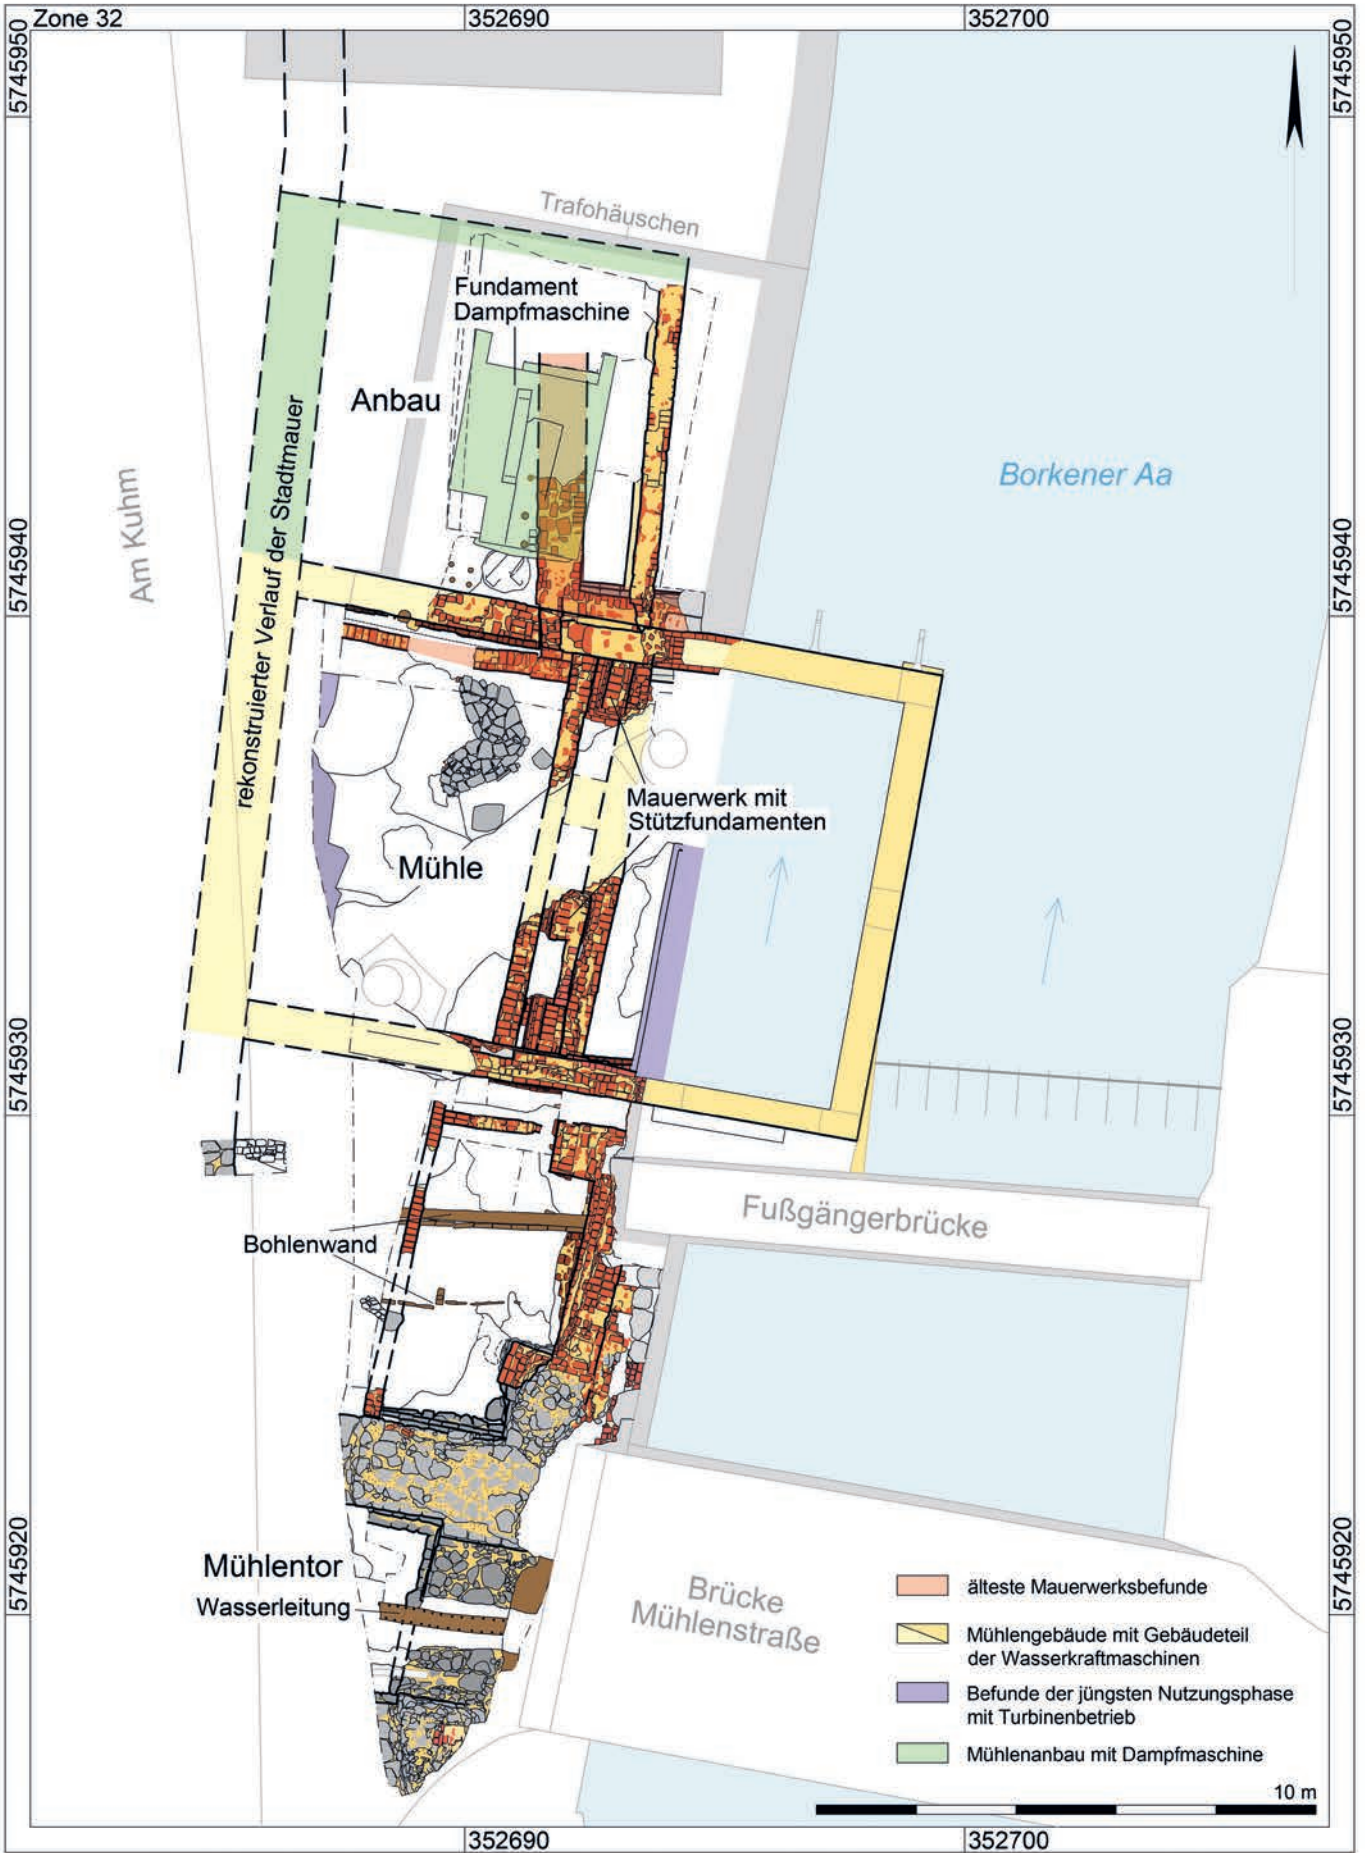 Zone 32
352690
352700
5745950
5745950
Trafohäuschen
Fundament
Dampfmaschine
Anbau
Borkener Aa
Am Kuhm
rekonstruierter Verlauf der Stadtmauer
5745940
5745940
Mauerwerk mit
Stützfundamenten
Mühle
5745930
5745930
Fußgängerbrücke
Bohlenwand
5745920
5745920
Mühlentor
Wasserleitung
Brücke
Mühlenstraße
älteste Mauerwerksbefunde
Mühlengebäude mit Gebäudeteil
der Wasserkraftmaschinen
Befunde der jüngsten Nutzungsphase
mit Turbinenbetrieb
Mühlenanbau mit Dampfmaschine
10 m
352690
352700